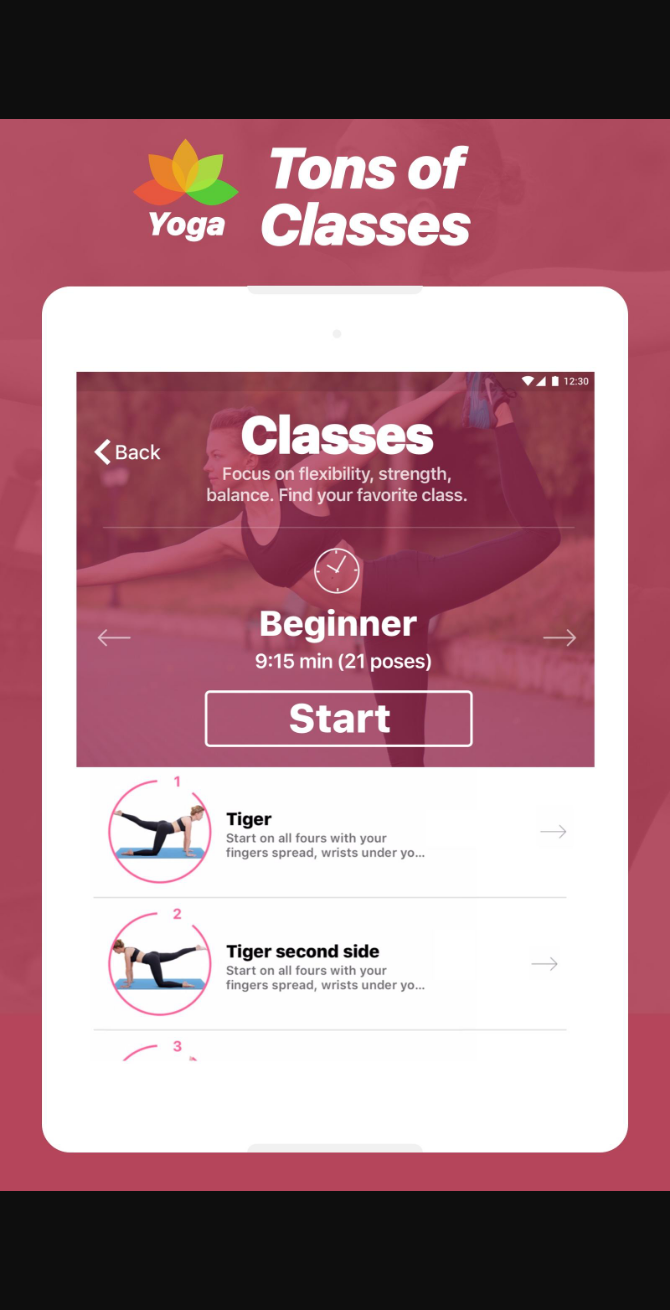 Yoga
Tons of
Classes
12:30
Back
Classes
Focus on flexibility, strength,
balance. Find your favorite class.
Beginner
9:15 min (21 poses)
Start
1
Tiger
Start on all fours with your
fingers spread, wrists under yo...
2
Tiger second side
Start on all fours with your
fingers spread, wrists under yo...
3